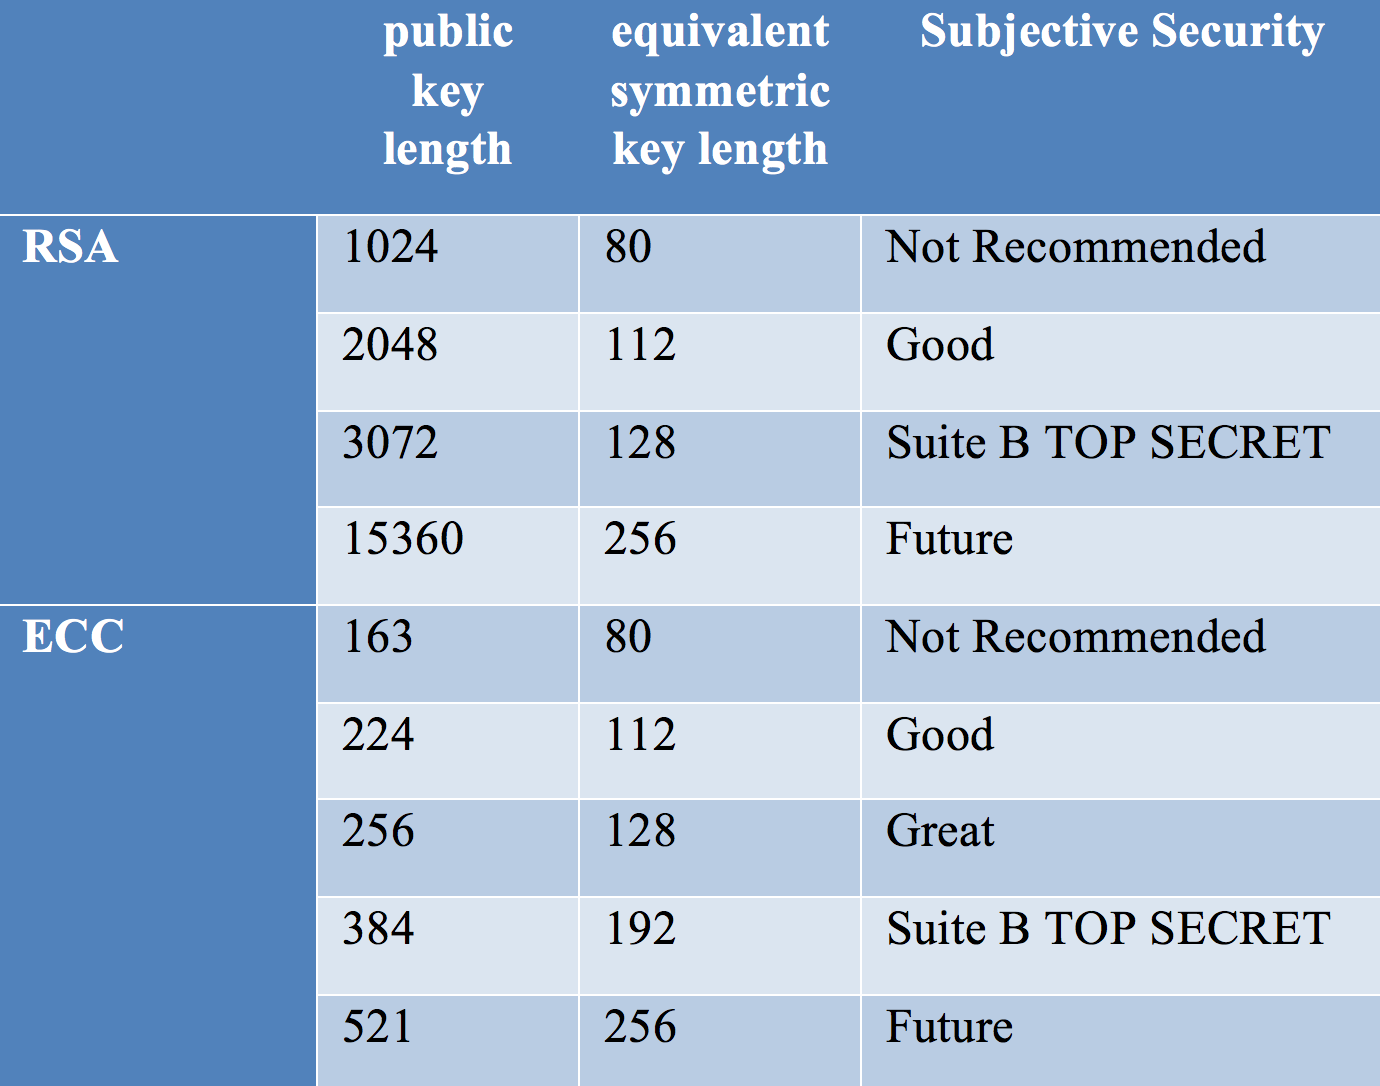 public key length equivalent symmetric key length Subjective Security
RSA 1024 80 Not Recommended
2048 112 Good
3072 128 Suite B TOP SECRET
15360 256 Future
ECC 163 80 Not Recommended
224 112 Good
256 128 Great
384 192 Suite B TOP SECRET
521 256 Future